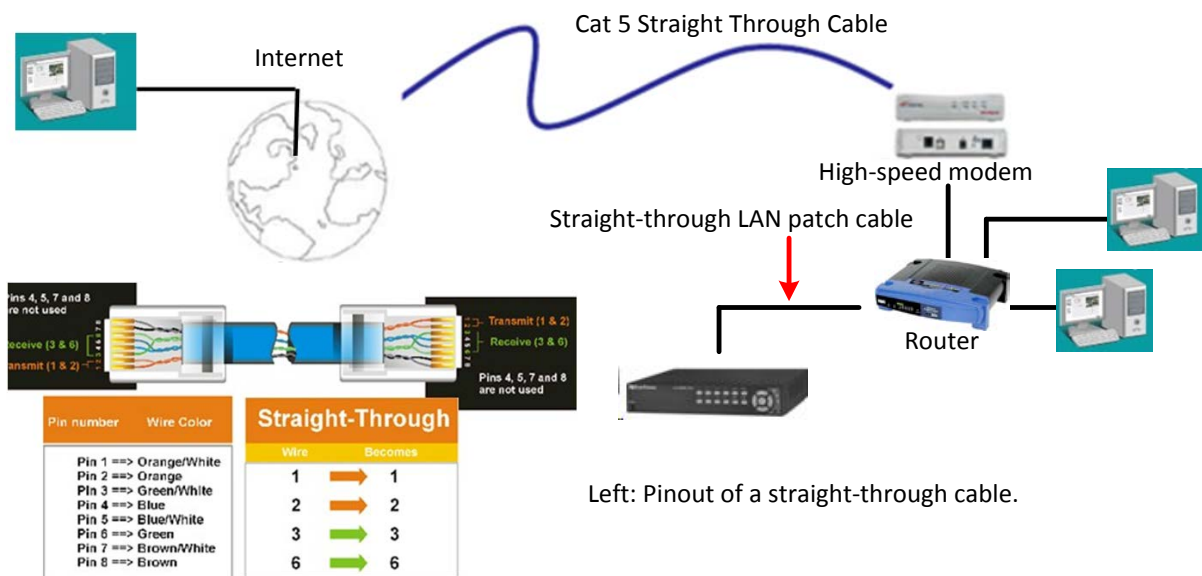 Cat 5 Straight Through Cable
Internet
High-speed modem
Straight-through LAN patch cable
Router
Pins 4, 5, 7 and 8
are not used
Receive (3 & 6)
Transmit (1 & 2)
Transmit (1 & 2)
Receive (3 & 6)
Pins 4, 5, 7 and 8
are not used
Pin number Wire Color
Pin 1 ==> Orange/White
Pin 2 ==> Orange
Pin 3 ==> Green/White
Pin 4 ==> Blue
Pin 5 ==> Blue/White
Pin 6 ==> Green
Pin 7 ==> Brown/White
Pin 8 ==> Brown
Straight-Through
Wire Becomes
1 1
2 2
3 3
6 6
Left: Pinout of a straight-through cable.